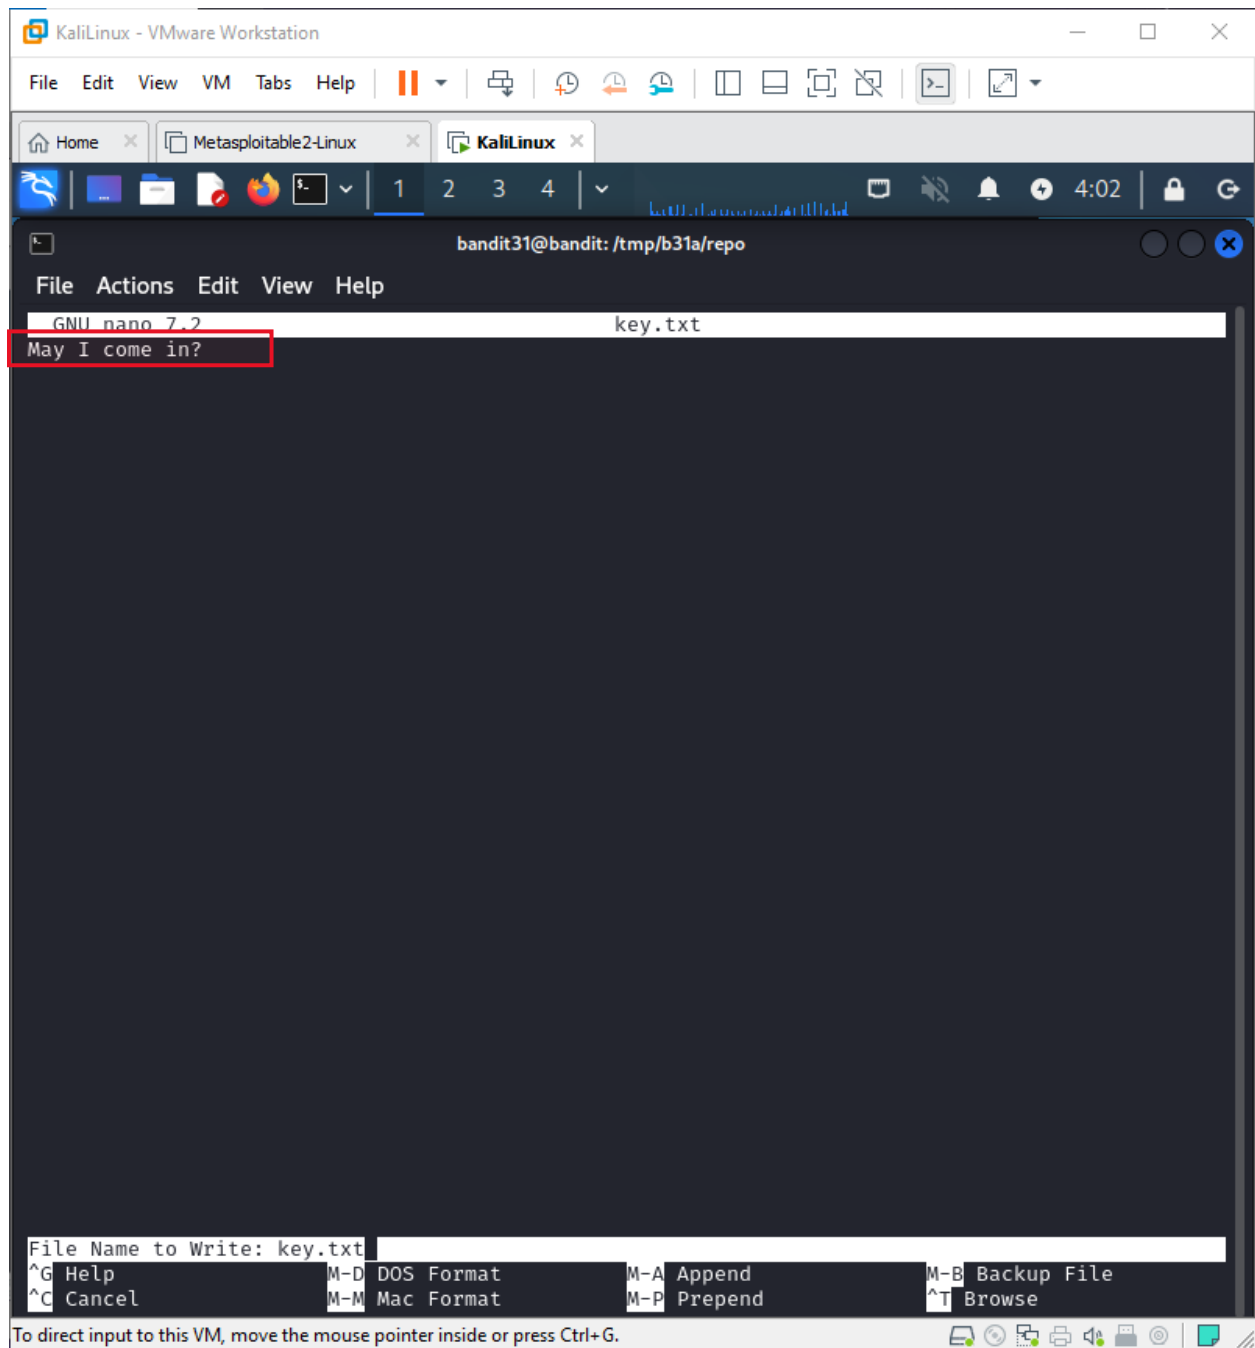 KaliLinux - VMware Workstation
File Edit View VM Tabs Help
Home Metasploitable2-Linux KaliLinux
1 2 3 4 4:02
bandit31@bandit: /tmp/b31a/repo
File Actions Edit View Help
GNU nano 7.2 key.txt
May I come in?
File Name to Write: key.txt
^G Help M-D DOS Format M-A Append M-B Backup File
^C Cancel M-M Mac Format M-P Prepend ^T Browse
To direct input to this VM, move the mouse pointer inside or press Ctrl+G.